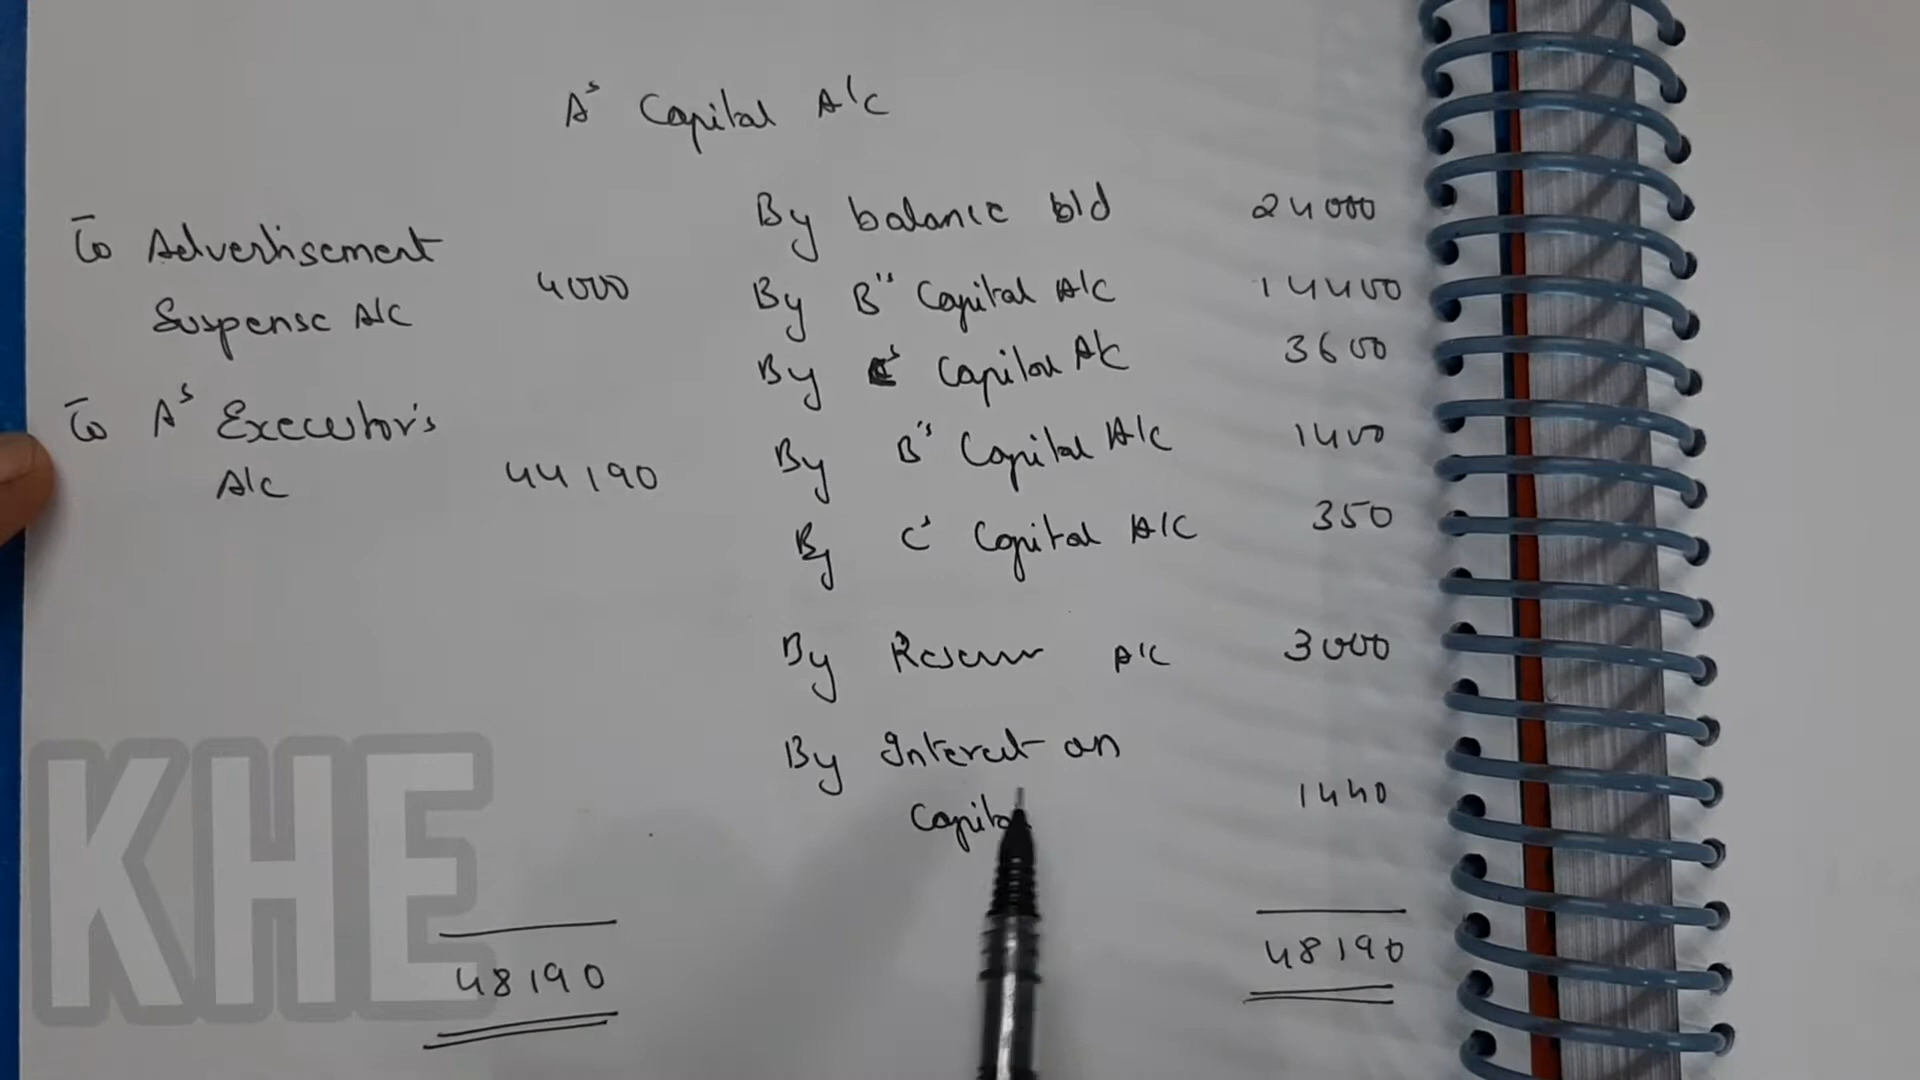 A's Capital A/c
To Advertisement
Suspense A/c 4000
To A's Executor's
A/c 44190
48190
By balance b/d 24000
By B's Capital A/c 14400
By C's Capital A/c 3600
By B's Capital A/c 1400
By C's Capital A/c 350
By Reserve A/c 3000
By Interest on
Capital 1440
48190
KHE